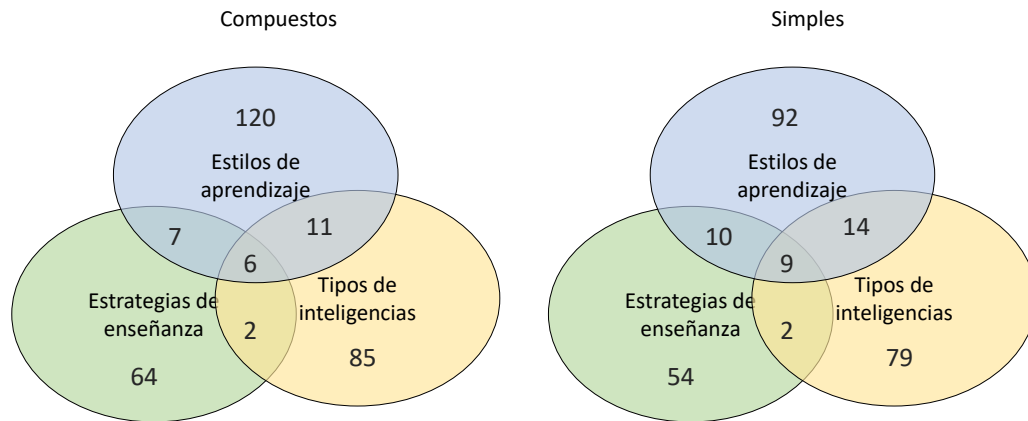 Compuestos
120
Estilos de
aprendizaje
7
11
6
Estrategias de
enseñanza
Tipos de
inteligencias
2
64
85
Simples
92
Estilos de
aprendizaje
10
14
9
Estrategias de
enseñanza
Tipos de
inteligencias
2
54
79